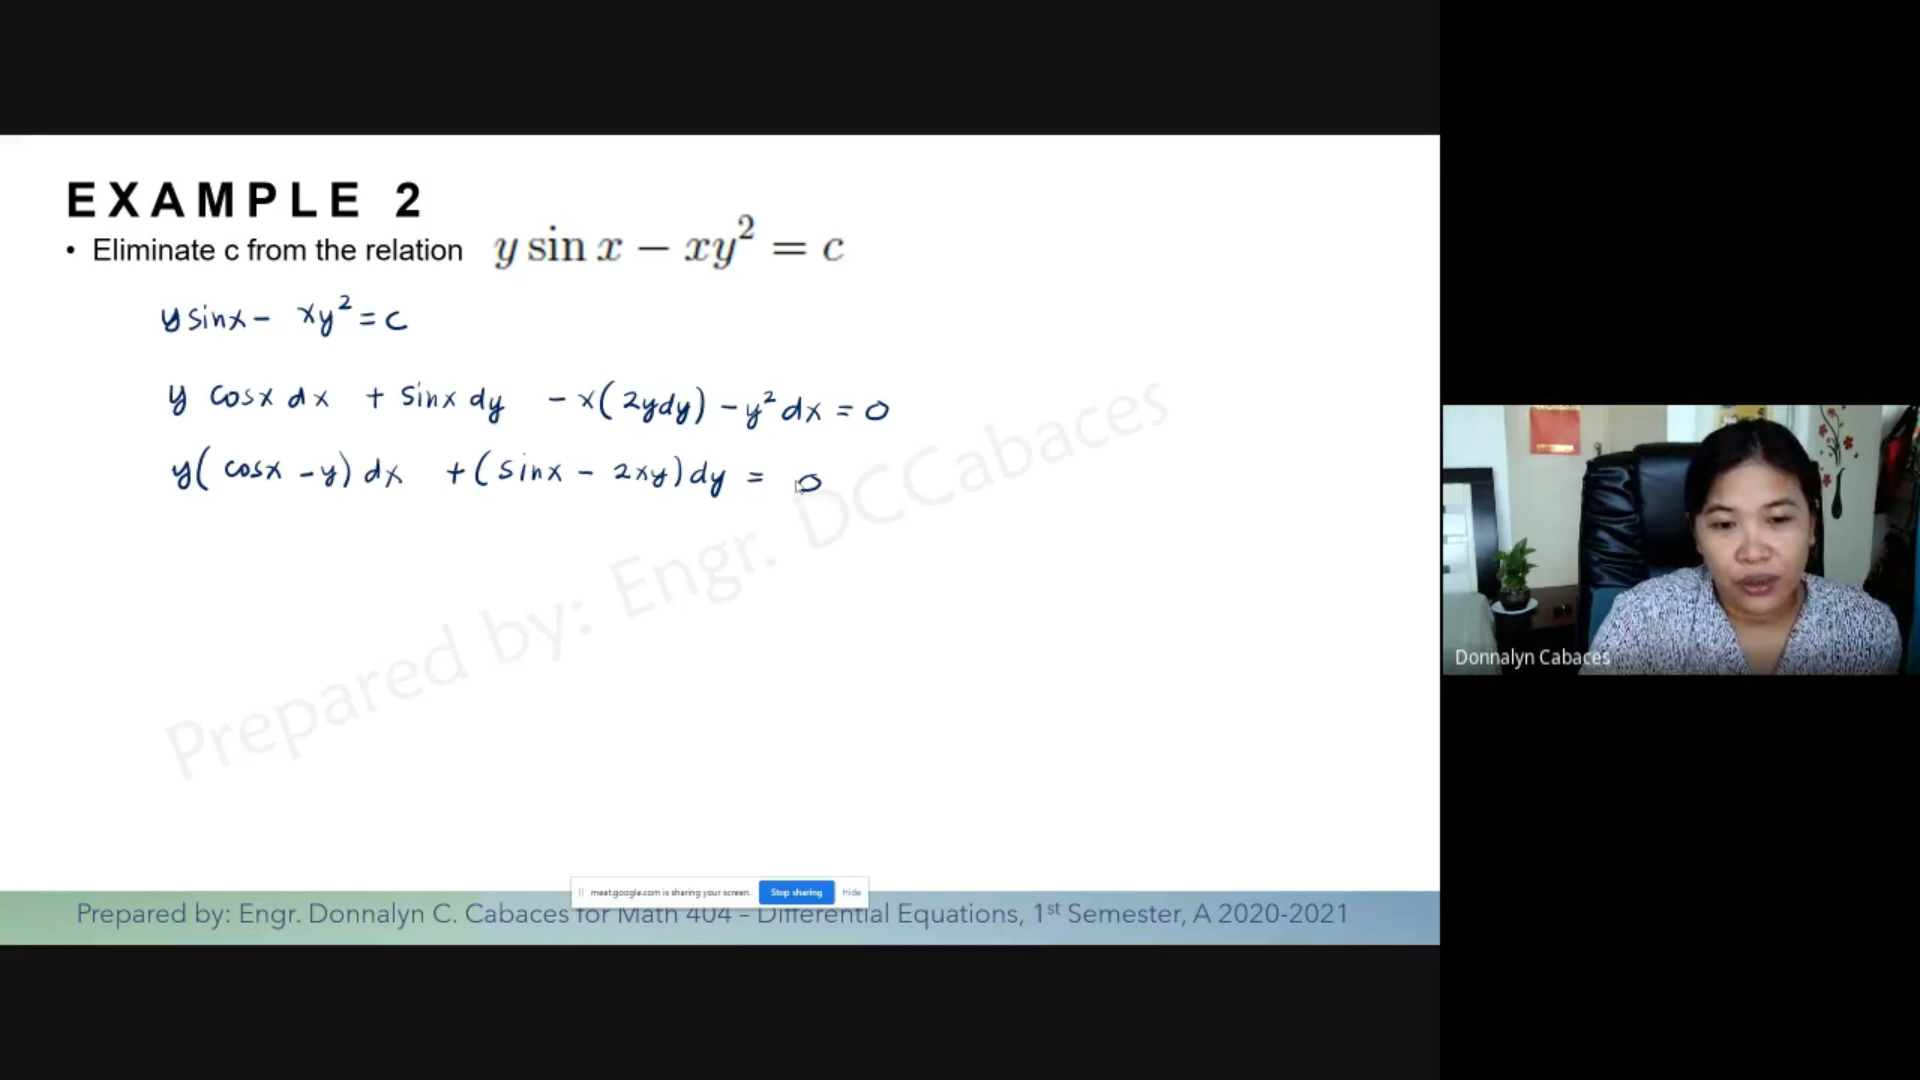 EXAMPLE 2
• Eliminate c from the relation y sin x − xy² = c
y sinx − xy² = c
y cosx dx + sinx dy − x(2ydy) − y² dx = 0
y(cosx − y) dx + (sinx − 2xy) dy = 0
Prepared by: Engr. DCCabaces
Donnalyn Cabaces
meet.google.com is sharing your screen. Stop sharing Hide
Prepared by: Engr. Donnalyn C. Cabaces for Math 404 – Differential Equations, 1st Semester, A 2020-2021